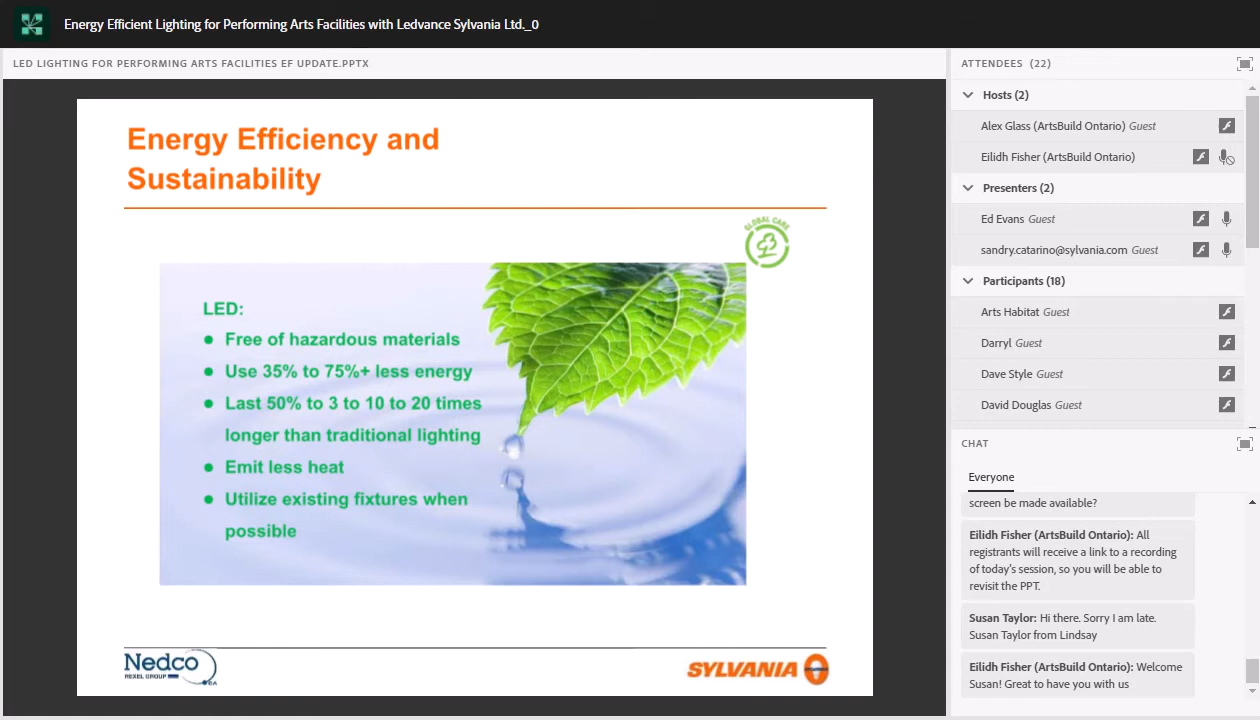 Energy Efficient Lighting for Performing Arts Facilities with Ledvance Sylvania Ltd._0
LED LIGHTING FOR PERFORMING ARTS FACILITIES EF UPDATE.PPTX
Energy Efficiency and
Sustainability
GLOBAL CARE
LED:
● Free of hazardous materials
● Use 35% to 75%+ less energy
● Last 50% to 3 to 10 to 20 times
longer than traditional lighting
● Emit less heat
● Utilize existing fixtures when
possible
Nedco
REXEL GROUP
SYLVANIA
ATTENDEES (22)
Hosts (2)
Alex Glass (ArtsBuild Ontario) Guest
Eilidh Fisher (ArtsBuild Ontario)
Presenters (2)
Ed Evans Guest
sandry.catarino@sylvania.com Guest
Participants (18)
Arts Habitat Guest
Darryl Guest
Dave Style Guest
David Douglas Guest
CHAT
Everyone
screen be made available?
Eilidh Fisher (ArtsBuild Ontario): All
registrants will receive a link to a recording
of today's session, so you will be able to
revisit the PPT.
Susan Taylor: Hi there. Sorry I am late.
Susan Taylor from Lindsay
Eilidh Fisher (ArtsBuild Ontario): Welcome
Susan! Great to have you with us